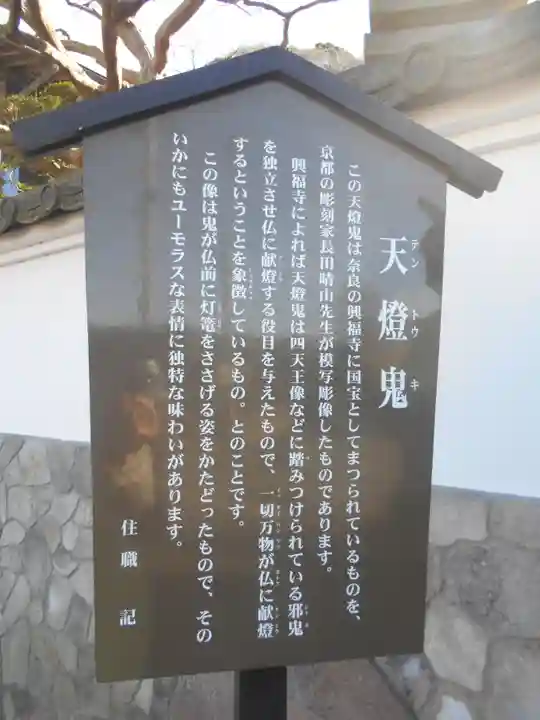 天燈鬼
テントウキ
この天燈鬼は奈良の興福寺に国宝としてまつられているものを、
京都の彫刻家長田晴山先生が模写彫像したものであります。
興福寺によれば天燈鬼は四天王像などに踏みつけられている邪鬼
を独立させ仏に献燈する役目を与えたもので、一切万物が仏に献燈
するということを象徴しているもの。とのことです。
この像は鬼が仏前に灯篭をささげる姿をかたどったもので、その
いかにもユーモラスな表情に独特な味わいがあります。
住職 記